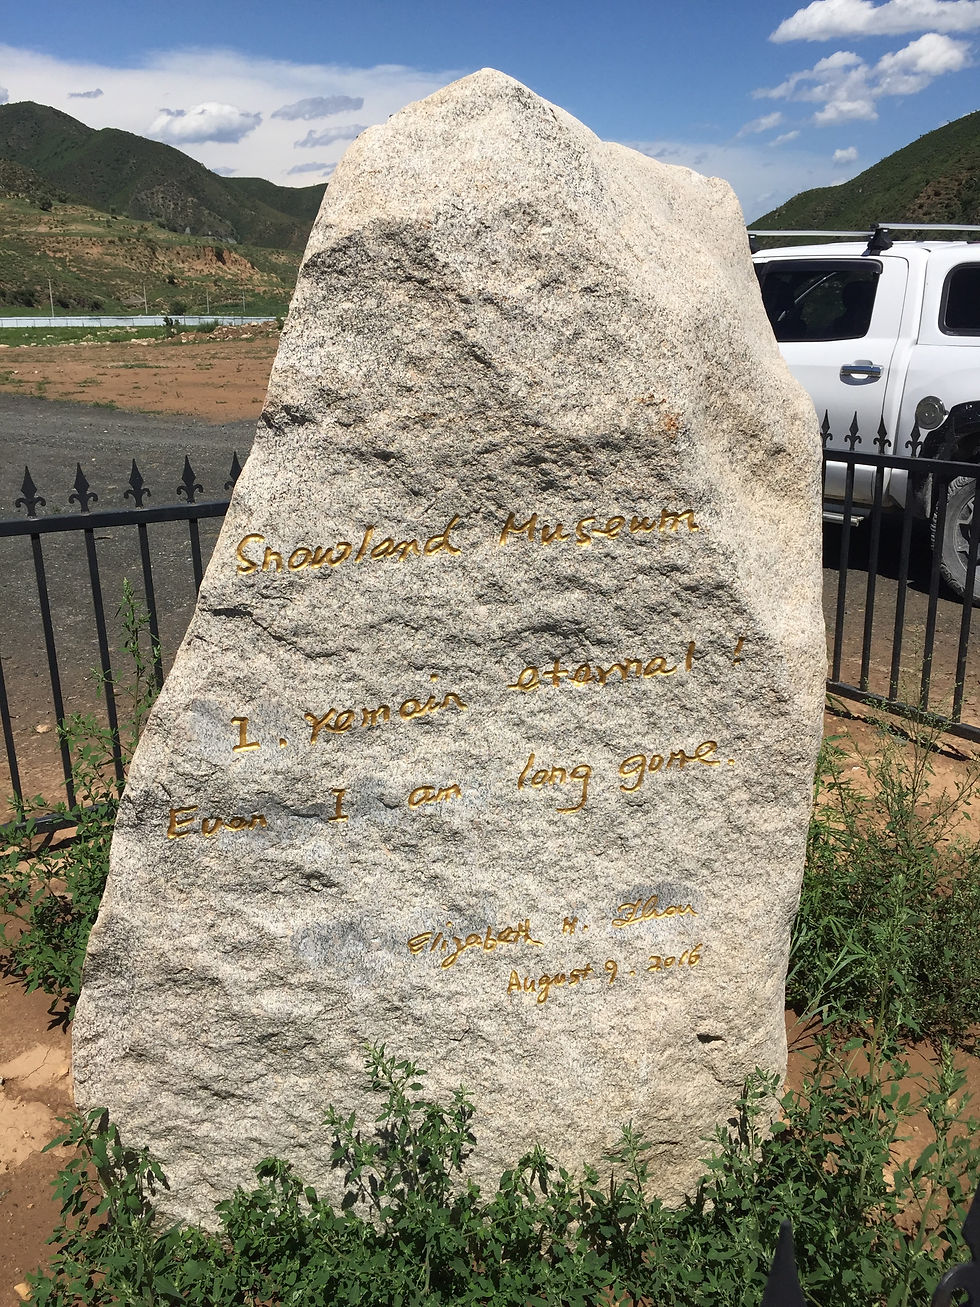 Snowland Museum
I. remain eternal!
Even I am long gone.
Elizabeth H. Zhou
August 9. 2016